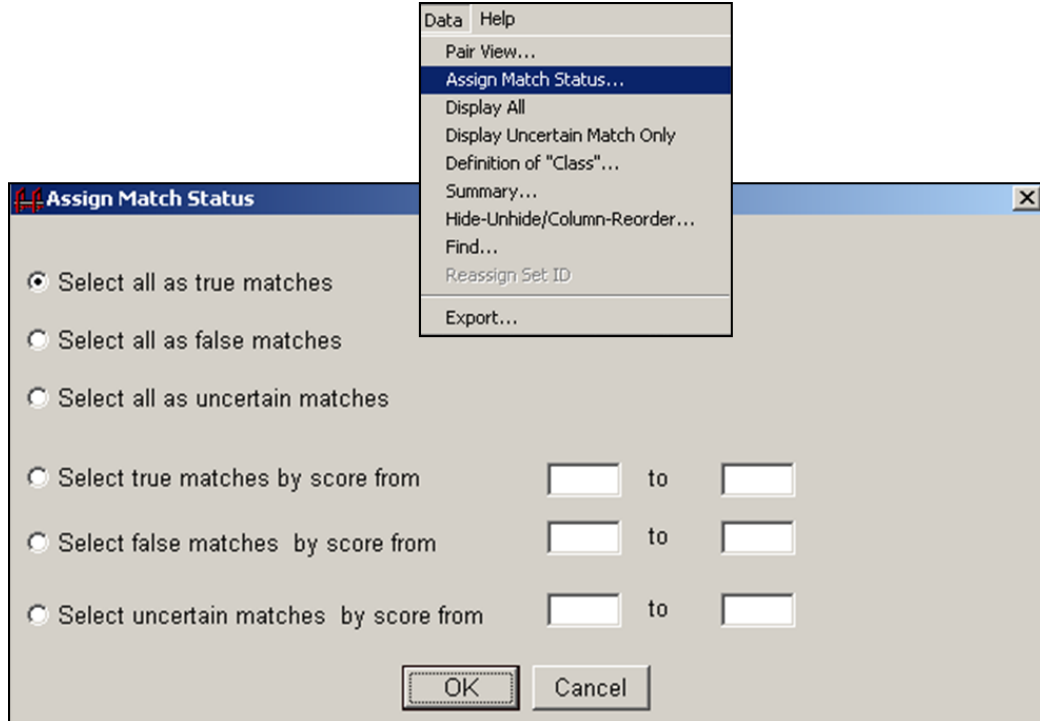 Data Help
Pair View...
Assign Match Status...
Display All
Display Uncertain Match Only
Definition of "Class"...
Summary...
Hide-Unhide/Column-Reorder...
Find...
Reassign Set ID
Export...
Assign Match Status
Select all as true matches
Select all as false matches
Select all as uncertain matches
Select true matches by score from to
Select false matches by score from to
Select uncertain matches by score from to
OK Cancel